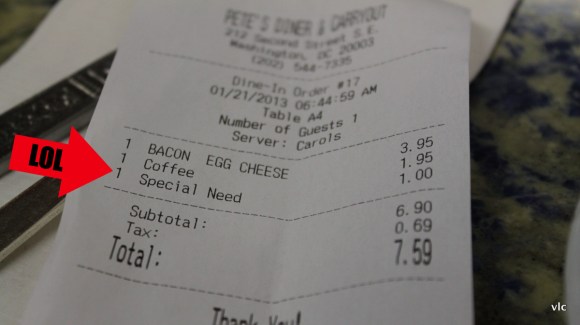 PETE'S DINER & CARRYOUT
212 Second Street S.E.
Washington, DC 20003
(202) 544-7335
Dine-In Order #17
01/21/2013 06:44:59 AM
Table A4
Number of Guests 1
Server: Carols
1 BACON EGG CHEESE 3.95
1 Coffee 1.95
1 Special Need 1.00
Subtotal: 6.90
Tax: 0.69
Total: 7.59
Thank You!
LOL
vlc